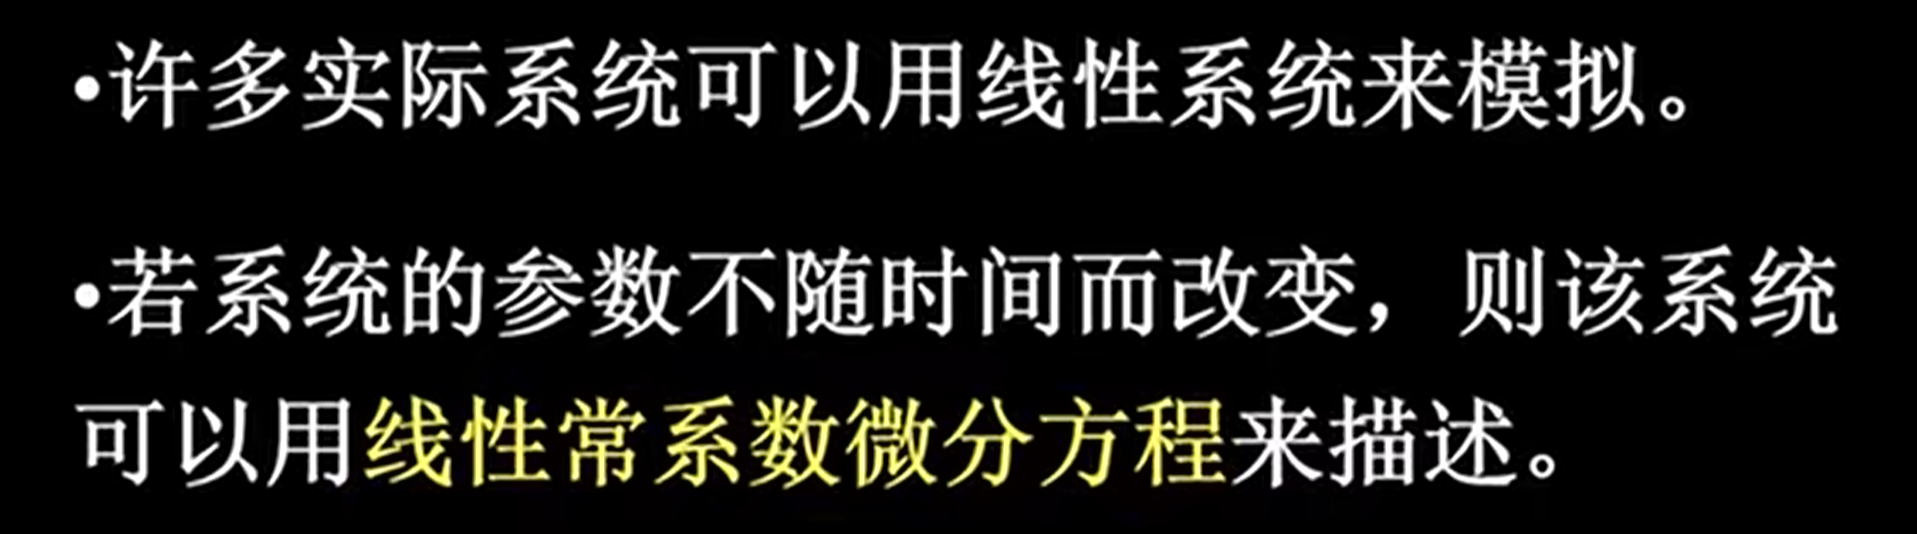 •许多实际系统可以用线性系统来模拟。
•若系统的参数不随时间而改变，则该系统
可以用线性常系数微分方程来描述。